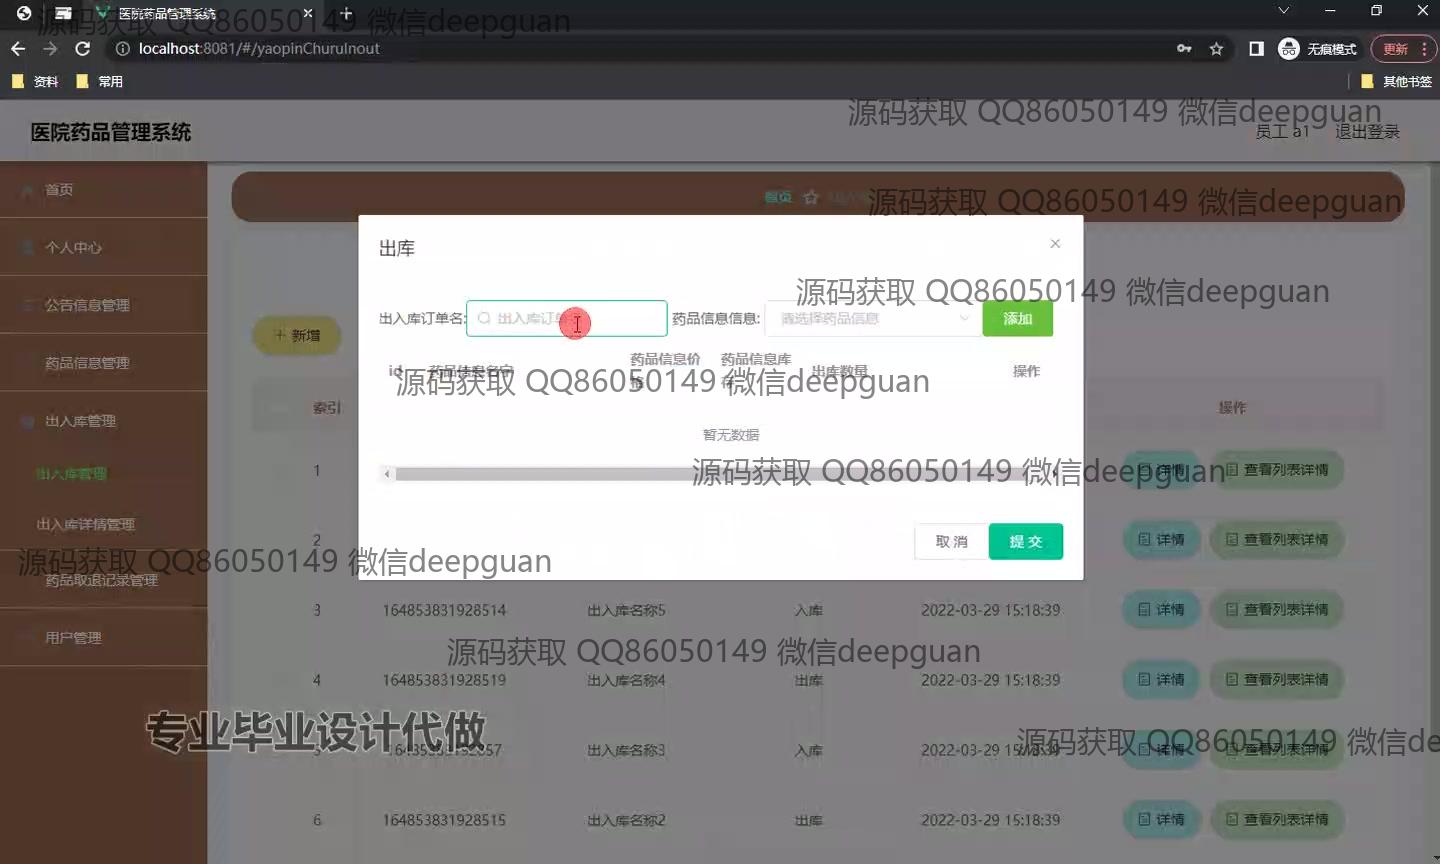 医院药品管理系统
源码获取 QQ86050149 微信deepguan
localhost:8081/#/yaopinChuruInout
无痕模式
更新
资料
常用
其他书签
源码获取 QQ86050149 微信deepguan
医院药品管理系统
员工 a1
退出登录
首页
首页
源码获取 QQ86050149 微信deepguan
个人中心
出库
源码获取 QQ86050149 微信deepguan
公告信息管理
出入库订单名:
药品信息信息:
请选择药品信息
添加
新增
药品信息管理
药品信息名字
药品信息价
药品信息库
出库数量
操作
源码获取 QQ86050149 微信deepguan
索引
操作
出入库管理
暂无数据
出入库管理
1
源码获取 QQ86050149 微信deepguan
详情
查看列表详情
出入库详情管理
2
取消
提交
详情
查看列表详情
源码获取 QQ86050149 微信deepguan
药品取退记录管理
3
164853831928514
出入库名称5
入库
2022-03-29 15:18:39
详情
查看列表详情
用户管理
源码获取 QQ86050149 微信deepguan
4
164853831928519
出入库名称4
出库
2022-03-29 15:18:39
详情
查看列表详情
专业毕业设计代做
5
出入库名称3
入库
2022-03-29 15:18:39
详情
查看列表详情
源码获取 QQ86050149 微信de
6
164853831928515
出入库名称2
出库
2022-03-29 15:18:39
详情
查看列表详情